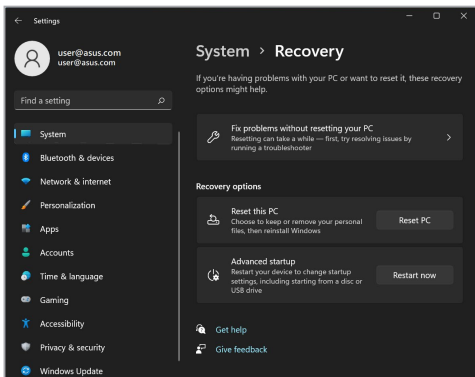 Settings
user@asus.com
user@asus.com
Find a setting
System
Bluetooth & devices
Network & internet
Personalization
Apps
Accounts
Time & language
Gaming
Accessibility
Privacy & security
Windows Update
System > Recovery
If you're having problems with your PC or want to reset it, these recovery
options might help.
Fix problems without resetting your PC
Resetting can take a while — first, try resolving issues by
running a troubleshooter
Recovery options
Reset this PC
Choose to keep or remove your personal
files, then reinstall Windows
Reset PC
Advanced startup
Restart your device to change startup
settings, including starting from a disc or
USB drive
Restart now
Get help
Give feedback